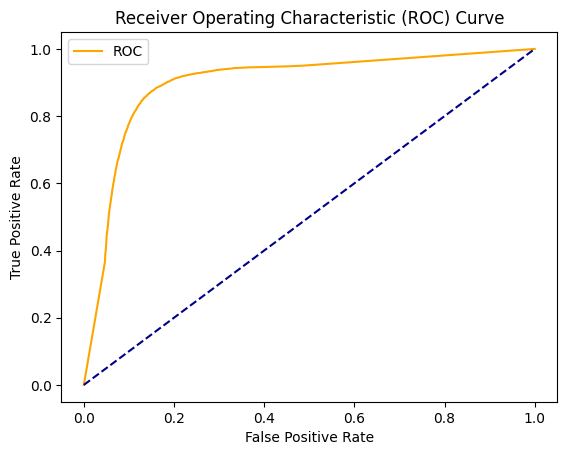 Receiver Operating Characteristic (ROC) Curve
ROC
1.0
0.8
0.6
0.4
0.2
0.0
True Positive Rate
0.0 0.2 0.4 0.6 0.8 1.0
False Positive Rate